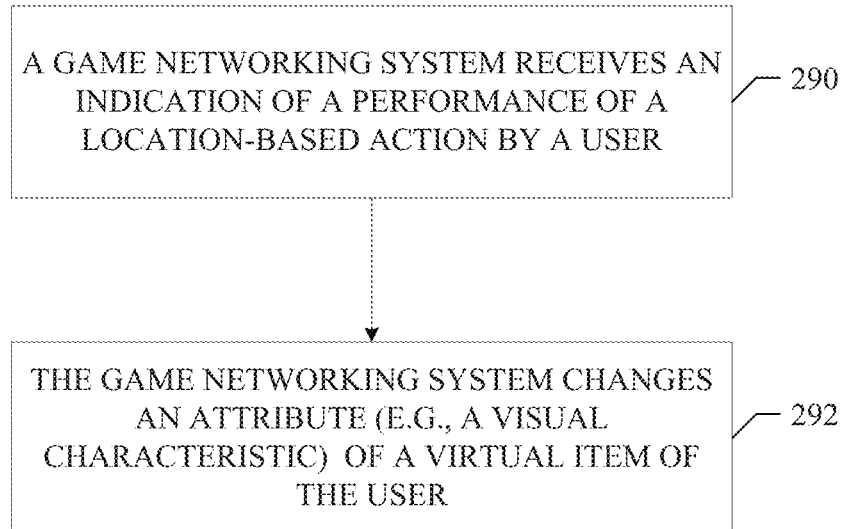 A GAME NETWORKING SYSTEM RECEIVES AN
INDICATION OF A PERFORMANCE OF A
LOCATION-BASED ACTION BY A USER
290
THE GAME NETWORKING SYSTEM CHANGES
AN ATTRIBUTE (E.G., A VISUAL
CHARACTERISTIC) OF A VIRTUAL ITEM OF
THE USER
292